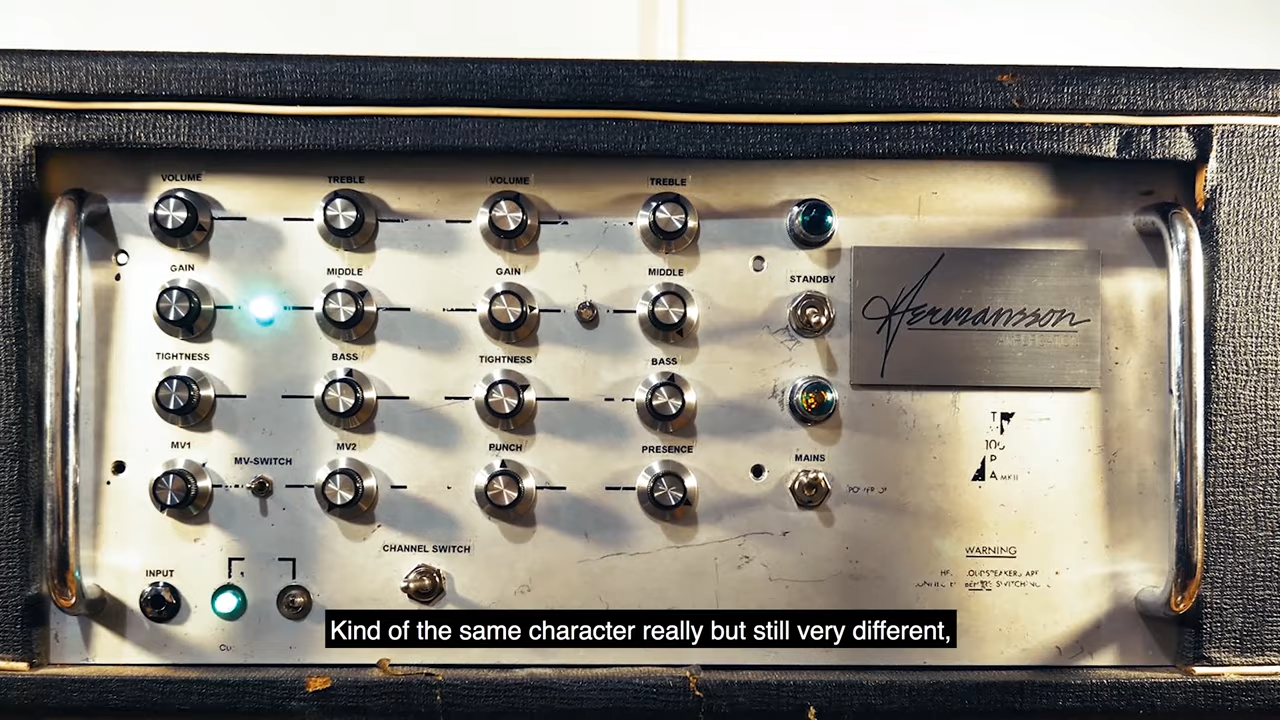 VOLUME TREBLE VOLUME TREBLE
GAIN MIDDLE GAIN MIDDLE STANDBY
Hermansson
TIGHTNESS BASS TIGHTNESS BASS
MV1 MV-SWITCH MV2 PUNCH PRESENCE MAINS
MKII
CHANNEL SWITCH
WARNING
INPUT
Kind of the same character really but still very different,